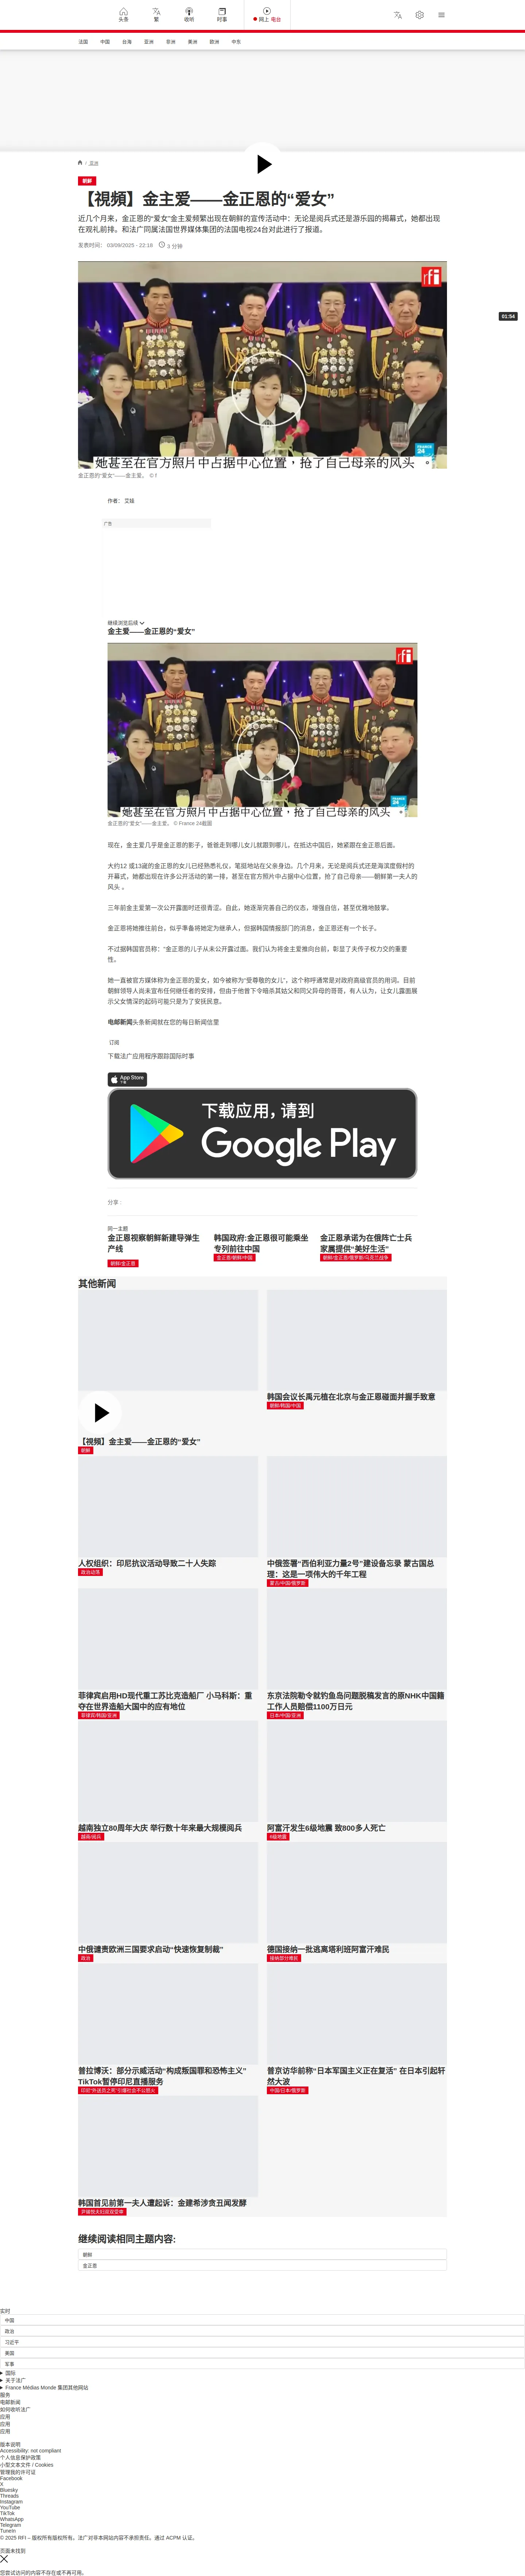 头条
繁
收听
时事
网上 电台
法国
中国
台海
亚洲
非洲
美洲
欧洲
中东
/ 亚洲
朝鲜
【视频】金主爱——金正恩的“爱女”
近几个月来，金正恩的“爱女”金主爱频繁出现在朝鲜的宣传活动中：无论是阅兵式还是游乐园的揭幕式，她都出现
在观礼前排。和法广同属法国世界媒体集团的法国电视24台对此进行了报道。
发表时间： 03/09/2025 - 22:18
3 分钟
rfi
01:54
FRANCE 24
她甚至在官方照片中占据中心位置，抢了自己母亲的风头 。
金正恩的“爱女”——金主爱。 © f
作者： 艾铭
广告
继续浏览后续
金主爱——金正恩的“爱女”
rfi
FRANCE 24
她甚至在官方照片中占据中心位置，抢了自己母亲的风头 。
金正恩的“爱女”——金主爱。 © France 24截图
现在，金主爱几乎是金正恩的影子，爸爸走到哪儿女儿就跟到哪儿，在抵达中国后，她紧跟在金正恩后面。
大约12 或13歲的金正恩的女儿已经熟悉礼仪，笔挺地站在父亲身边。几个月来，无论是阅兵式还是海滨度假村的
开幕式，她都出现在许多公开活动的第一排，甚至在官方照片中占据中心位置，抢了自己母亲——朝鲜第一夫人的
风头 。
三年前金主爱第一次公开露面时还很青涩。自此，她逐渐完善自己的仪态，增强自信，甚至优雅地鼓掌。
金正恩将她推往前台，似乎準备将她定为继承人，但据韩国情报部门的消息，金正恩还有一个长子。
不过据韩国官员称：“金正恩的儿子从未公开露过面。我们认为将金主爱推向台前，彰显了夫传子权力交的重要
性。
她一直被官方媒体称为金正恩的爱女，如今被称为“受尊敬的女儿”，这个称呼通常是对政府高级官员的用词。目前
朝鲜领导人尚未宣布任何继任者的安排，但由于他曾下令暗杀其姑父和同父异母的哥哥，有人认为，让女儿露面展
示父女情深的起码可能只是为了安抚民意。
电邮新闻头条新闻就在您的每日新闻信里
订阅
下载法广应用程序跟踪国际时事
App Store
下载
下载应用，请到
Google Play
分享 :
同一主题
金正恩视察朝鲜新建导弹生
产线
朝鲜/金正恩
韩国政府:金正恩很可能乘坐
专列前往中国
金正恩/朝鲜/中国
金正恩承诺为在俄阵亡士兵
家属提供“美好生活”
朝鲜/金正恩/俄罗斯/乌克兰战争
其他新闻
【视频】金主爱——金正恩的“爱女”
朝鲜
韩国会议长禹元植在北京与金正恩碰面并握手致意
朝鲜/韩国/中国
人权组织：印尼抗议活动导致二十人失踪
政治动荡
中俄签署“西伯利亚力量2号”建设备忘录 蒙古国总
理：这是一项伟大的千年工程
蒙古/中国/俄罗斯
菲律宾启用HD现代重工苏比克造船厂 小马科斯：重
夺在世界造船大国中的应有地位
菲律宾/韩国/亚洲
东京法院勒令就钓鱼岛问题脱稿发言的原NHK中国籍
工作人员赔偿1100万日元
日本/中国/亚洲
越南独立80周年大庆 举行数十年来最大规模阅兵
越南/阅兵
阿富汗发生6级地震 致800多人死亡
6级地震
中俄谴责欧洲三国要求启动“快速恢复制裁”
政治
德国接纳一批逃离塔利班阿富汗难民
接纳部分难民
普拉博沃：部分示威活动“构成叛国罪和恐怖主义”
TikTok暂停印尼直播服务
印尼“外送员之死”引爆社会不公怒火
普京访华前称“日本军国主义正在复活” 在日本引起轩
然大波
中国/日本/俄罗斯
韩国首见前第一夫人遭起诉：金建希涉贪丑闻发酵
尹锡悦夫妇双双受审
继续阅读相同主题内容:
朝鲜
金正恩
实时
中国
政治
习近平
美国
军事
国际
关于法广
France Médias Monde 集团其他网站
服务
电邮新闻
如何收听法广
应用
应用
应用
版本说明
Accessibility: not compliant
个人信息保护政策
小型文本文件 / Cookies
管理我的许可证
Facebook
X
Bluesky
Threads
Instagram
YouTube
TikTok
WhatsApp
Telegram
TuneIn
© 2025 RFI – 版权所有版权所有。法广对非本网站内容不承担责任。通过 ACPM 认证。
页面未找到
您尝试访问的内容不存在或不再可用。